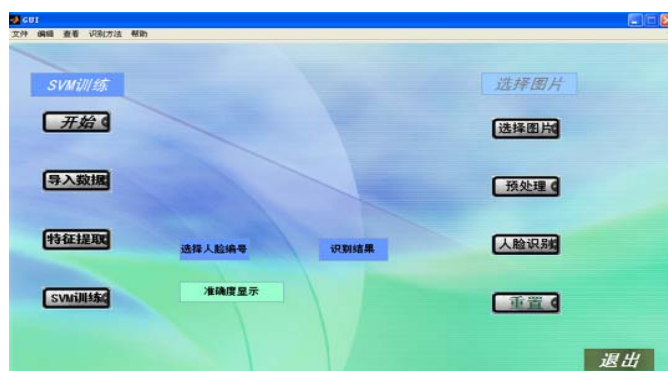 GUI
文件 编辑 查看 识别方法 帮助
SVM训练
选择图片
开始
选择图片
导入数据
预处理
特征提取
选择人脸编号
识别结果
人脸识别
SVM训练
准确度显示
重置
退出